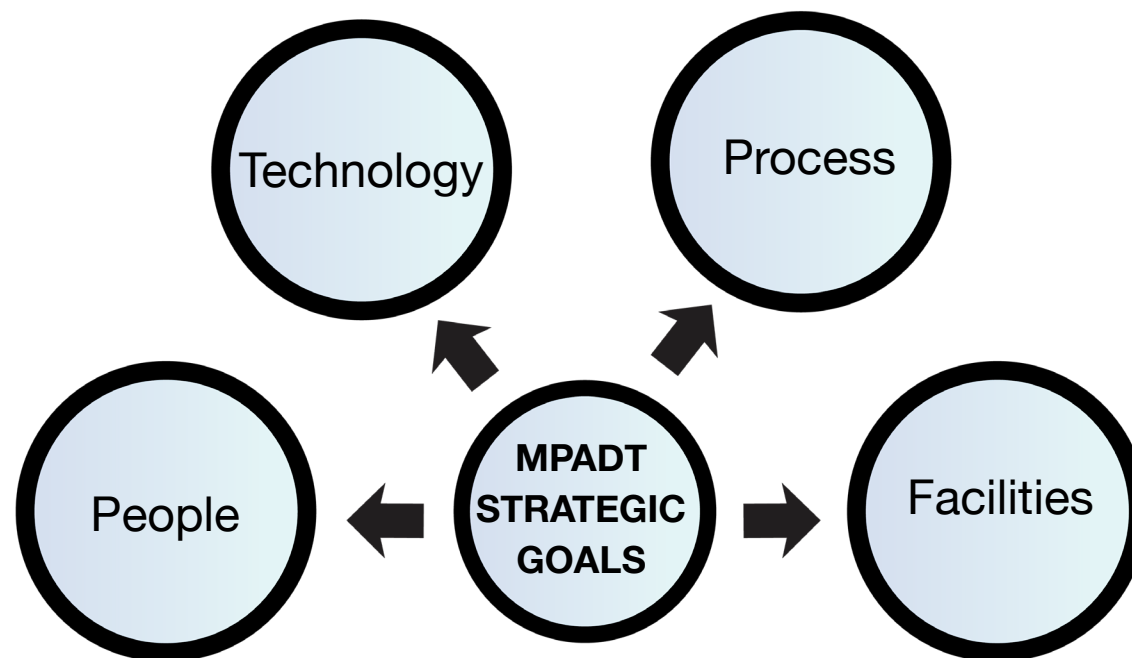 Technology
Process
People
MPADT
STRATEGIC
GOALS
Facilities